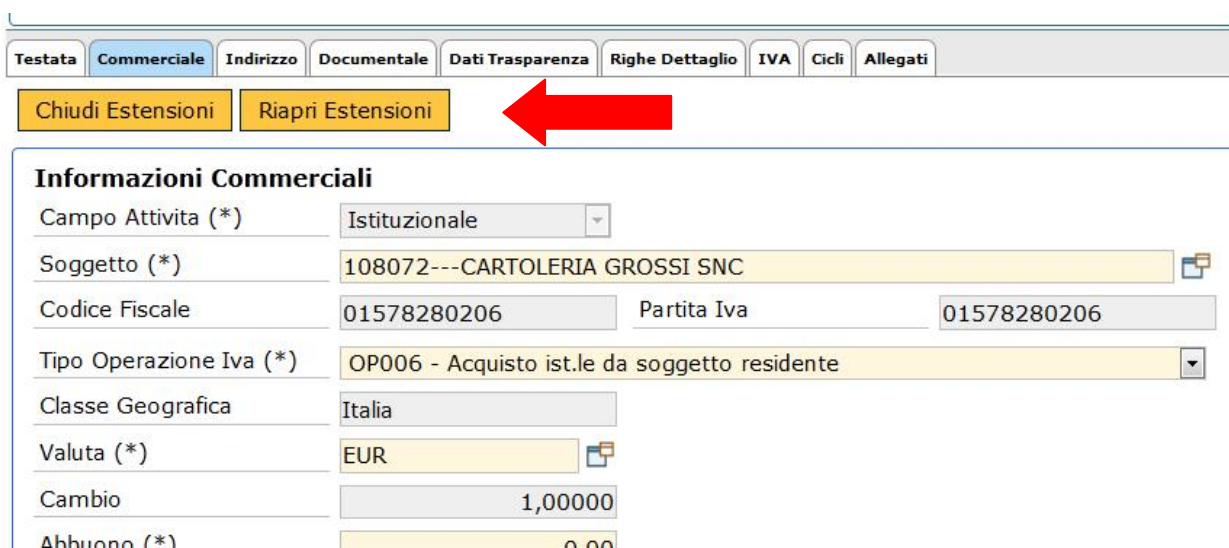 Testata Commerciale Indirizzo Documentale Dati Trasparenza Righe Dettaglio IVA Cicli Allegati
Chiudi Estensioni Riapri Estensioni
Informazioni Commerciali
Campo Attivita (*) Istituzionale
Soggetto (*) 108072---CARTOLERIA GROSSI SNC
Codice Fiscale 01578280206 Partita Iva 01578280206
Tipo Operazione Iva (*) OP006 - Acquisto ist.le da soggetto residente
Classe Geografica Italia
Valuta (*) EUR
Cambio 1,00000
Abbuono (*) 0,00